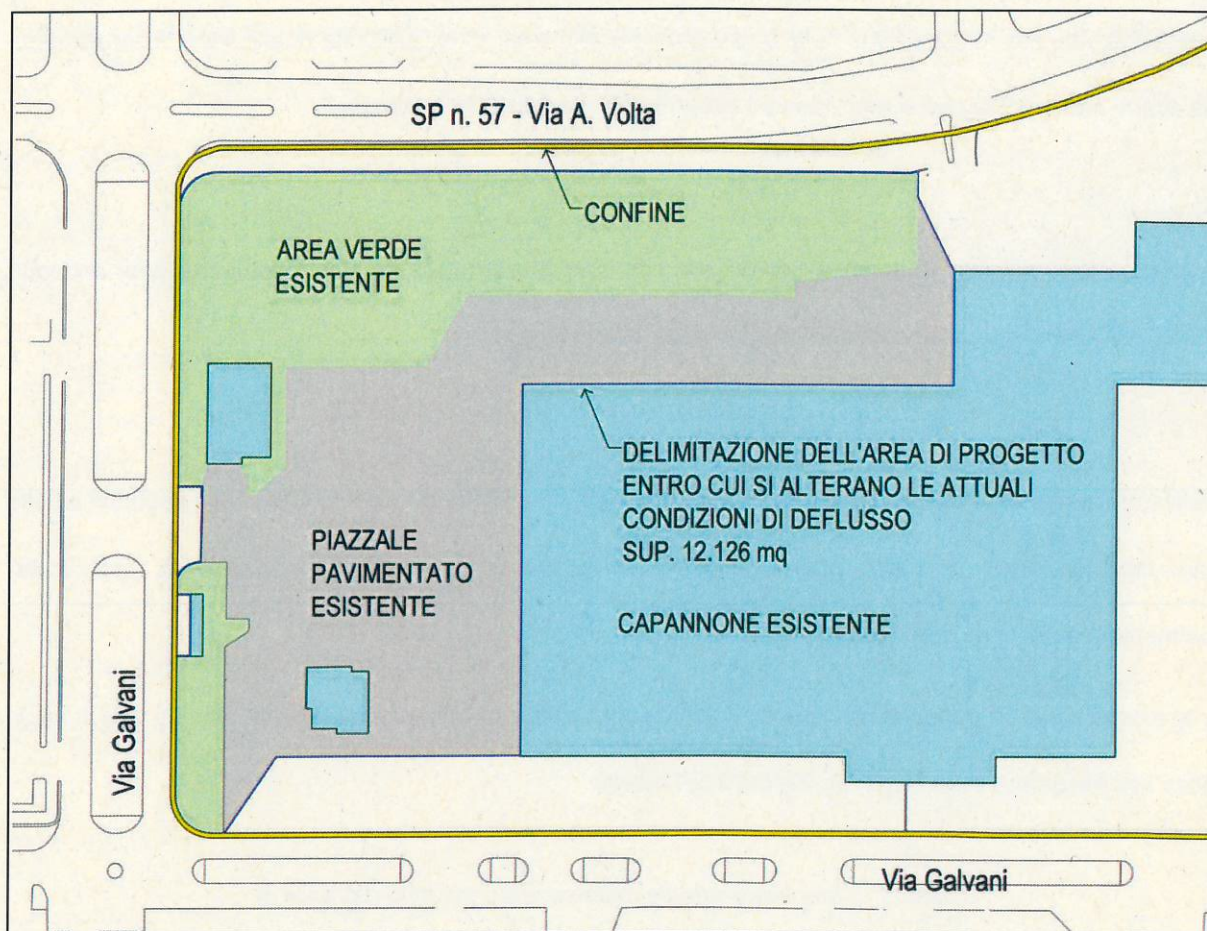 SP n. 57 - Via A. Volta
CONFINE
AREA VERDE
ESISTENTE
DELIMITAZIONE DELL'AREA DI PROGETTO
ENTRO CUI SI ALTERANO LE ATTUALI
CONDIZIONI DI DEFLUSSO
SUP. 12.126 mq
PIAZZALE
PAVIMENTATO
ESISTENTE
CAPANNONE ESISTENTE
Via Galvani
Via Galvani